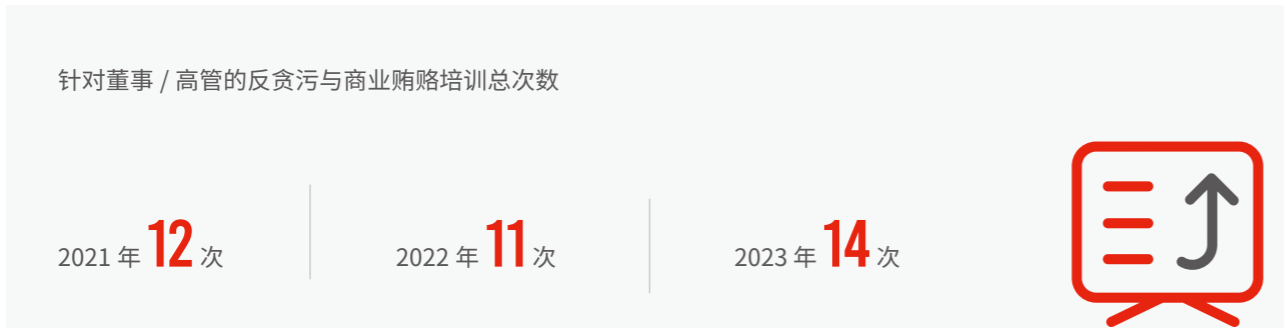 针对董事 / 高管的反贪污与商业贿赂培训总次数
2021 年 12 次 2022 年 11 次 2023 年 14 次